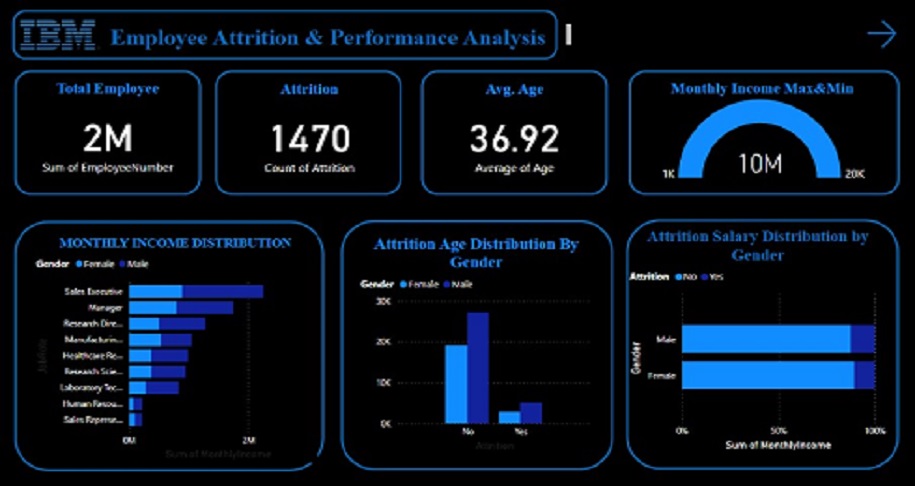 IBM Employee Attrition & Performance Analysis
Total Employee
2M
Sum of EmployeeNumber
Attrition
1470
Count of Attrition
Avg. Age
36.92
Average of Age
Monthly Income Max&Min
10M
1K
20K
MONTHLY INCOME DISTRIBUTION
Gender Female Male
Sales Executive
Manager
Research Dire...
Manufacturin...
Healthcare Re...
Research Scie...
Laboratory Tec...
Human Resou...
Sales Represe...
0M 2M
Sum of MonthlyIncome
Attrition Age Distribution By
Gender
Gender Female Male
30K
20K
10K
0K
No Yes
Attrition
Attrition Salary Distribution by
Gender
Attrition No Yes
Gender
Male
Female
0% 50% 100%
Sum of MonthlyIncome